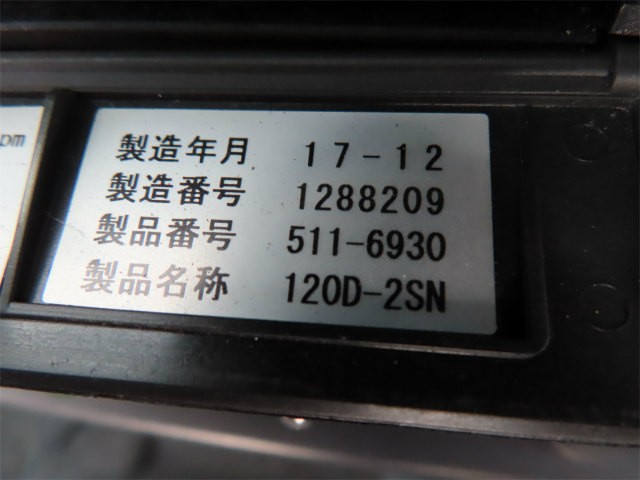 製造年月 17-12
製造番号 1288209
製品番号 511-6930
製品名称 120D-2SN